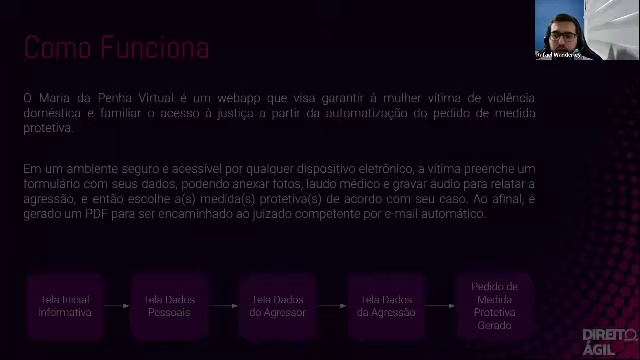 Rafael Wanderley
Como Funciona
O Maria da Penha Virtual é um webapp que visa garantir à mulher vítima de violência
doméstica e familiar o acesso à justiça a partir da automatização do pedido de medida
protetiva.
Em um ambiente seguro e acessível por qualquer dispositivo eletrônico, a vítima preenche um
formulário com seus dados, podendo anexar fotos, laudo médico e gravar áudio para relatar a
agressão, e então escolhe a(s) medida(s) protetiva(s) de acordo com seu caso. Ao afinal, é
gerado um PDF para ser encaminhado ao juizado competente por e-mail automático.
Tela Inicial
Informativa
Tela Dados
Pessoais
Tela Dados
do Agressor
Tela Dados
da Agressão
Pedido de
Medida
Protetiva
Gerado
DIREITO
ÁGIL